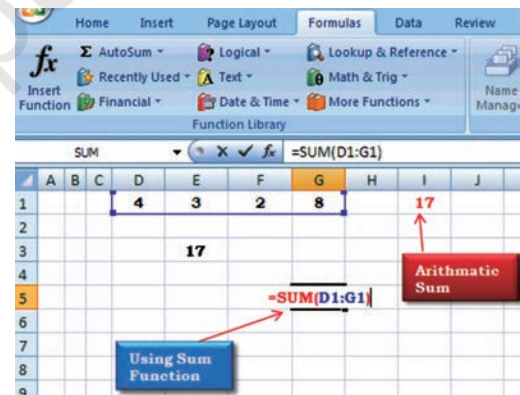 Home Insert Page Layout Formulas Data Review
Σ AutoSum Logical Lookup & Reference
fx Recently Used Text Math & Trig
Insert Function Financial Date & Time More Functions
Function Library
SUM fx =SUM(D1:G1)
A B C D E F G H I J
1 4 3 2 8 17
2
3 17
4
Arithmatic
Sum
5 =SUM(D1:G1)
6
7
Using Sum
Function
8
9